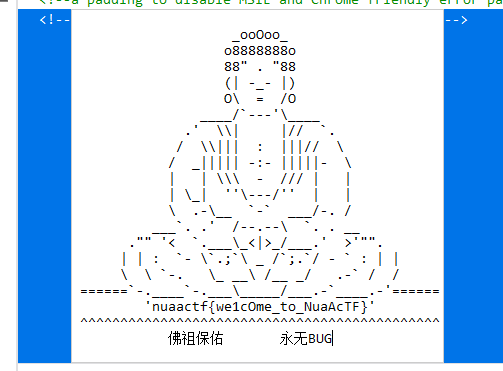 <!--a padding to disable MSIE and Chrome friendly error pa
<!--
-->
_ooOoo_
o8888888o
88" . "88
(| -_- |)
O\  =  /O
____/`---'\____
.'  \\|     |//  `.
/  \\|||  :  |||//  \
/  _||||| -:- |||||-  \
|   | \\\  -  /// |   |
| \_|  ''\---/''  |   |
\  .-\__  `-`  ___/-. /
___`. .'  /--.--\  `. . __
."" '<  `.___\_<|>_/___.'  >'"".
| | :  `- \`.;`\ _ /`;.`/ - ` : | |
\  \ `-.   \_ __\ /__ _/   .-` /  /
======`-.____`-.___\_____/___.-`____.-'======
'nuaactf{we1cOme_to_NuaAcTF}'
^^^^^^^^^^^^^^^^^^^^^^^^^^^^^^^^^^^^^^^^^^^^^
佛祖保佑       永无BUG